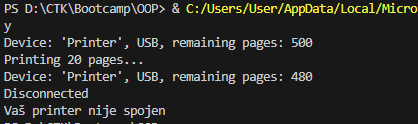 PS D:\CTK\Bootcamp\OOP> & C:/Users/User/AppData/Local/Micro
y
Device: 'Printer', USB, remaining pages: 500
Printing 20 pages...
Device: 'Printer', USB, remaining pages: 480
Disconnected
Vaš printer nije spojen